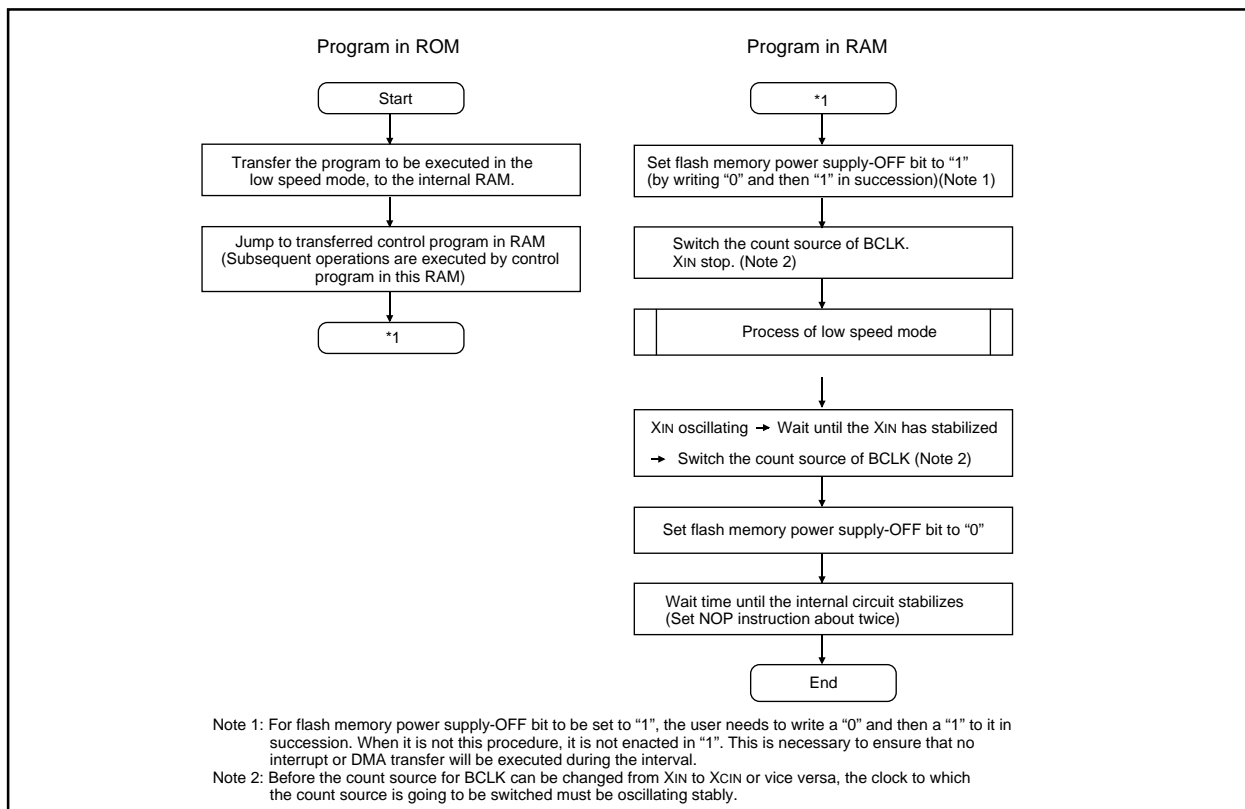 Program in ROM
Start
Transfer the program to be executed in the
low speed mode, to the internal RAM.
Jump to transferred control program in RAM
(Subsequent operations are executed by control
program in this RAM)
*1
Program in RAM
*1
Set flash memory power supply-OFF bit to “1”
(by writing “0” and then “1” in succession)(Note 1)
Switch the count source of BCLK.
XIN stop. (Note 2)
Process of low speed mode
XIN oscillating → Wait until the XIN has stabilized
→ Switch the count source of BCLK (Note 2)
Set flash memory power supply-OFF bit to “0”
Wait time until the internal circuit stabilizes
(Set NOP instruction about twice)
End
Note 1: For flash memory power supply-OFF bit to be set to “1”, the user needs to write a “0” and then a “1” to it in
succession. When it is not this procedure, it is not enacted in “1”. This is necessary to ensure that no
interrupt or DMA transfer will be executed during the interval.
Note 2: Before the count source for BCLK can be changed from XIN to XCIN or vice versa, the clock to which
the count source is going to be switched must be oscillating stably.